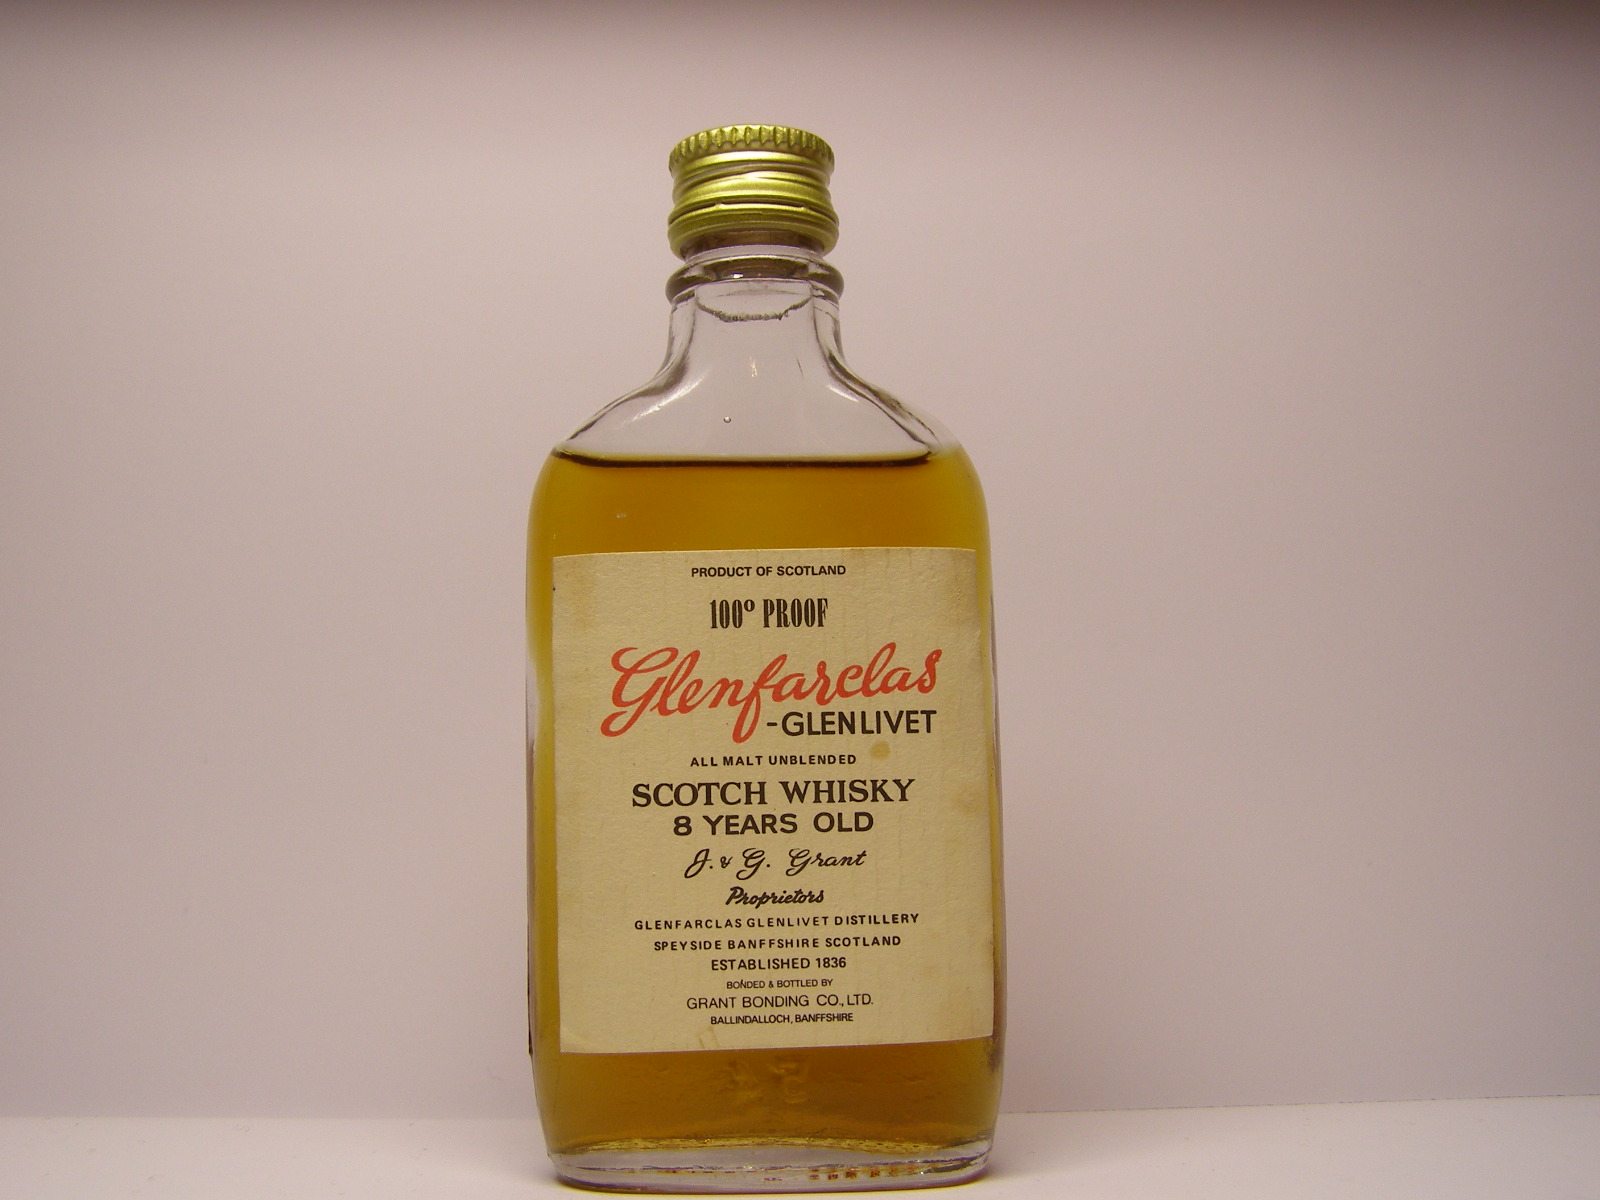 PRODUCT OF SCOTLAND
100º PROOF
Glenfarclas
-GLENLIVET
ALL MALT UNBLENDED
SCOTCH WHISKY
8 YEARS OLD
J. & G. Grant
Proprietors
GLENFARCLAS GLENLIVET DISTILLERY
SPEYSIDE BANFFSHIRE SCOTLAND
ESTABLISHED 1836
BONDED & BOTTLED BY
GRANT BONDING CO., LTD.
BALLINDALLOCH, BANFFSHIRE